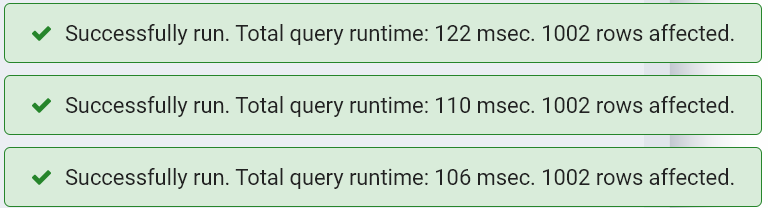 Successfully run. Total query runtime: 122 msec. 1002 rows affected.
Successfully run. Total query runtime: 110 msec. 1002 rows affected.
Successfully run. Total query runtime: 106 msec. 1002 rows affected.